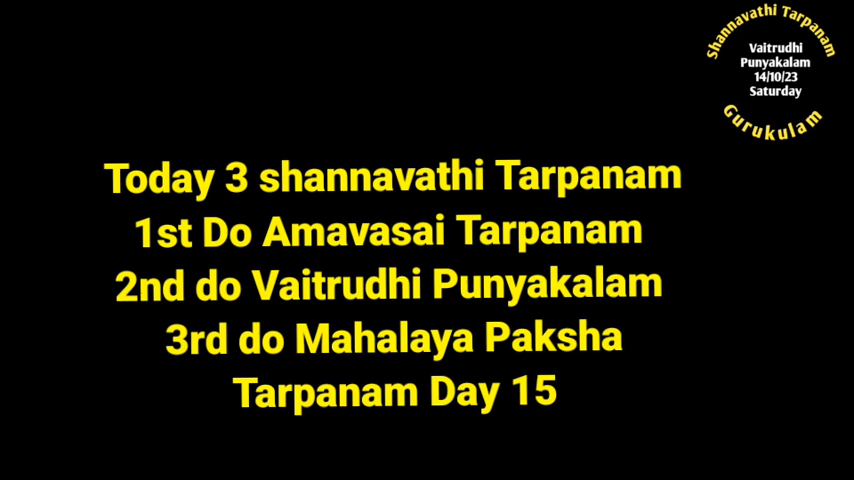 Shannavathi Tarpanam
Vaitrudhi
Punyakalam
14/10/23
Saturday
Gurukulam
Today 3 shannavathi Tarpanam
1st Do Amavasai Tarpanam
2nd do Vaitrudhi Punyakalam
3rd do Mahalaya Paksha
Tarpanam Day 15